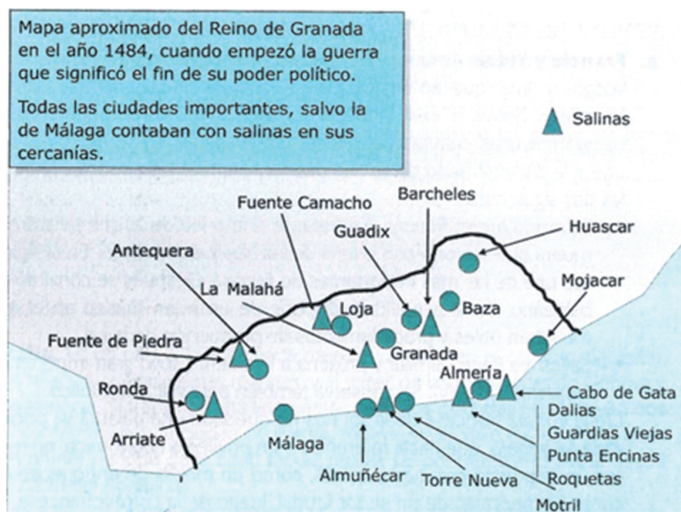 Mapa aproximado del Reino de Granada
en el año 1484, cuando empezó la guerra
que significó el fin de su poder político.
Todas las ciudades importantes, salvo la
de Málaga contaban con salinas en sus
cercanías.
Salinas
Barcheles
Fuente Camacho
Guadix
Huascar
Antequera
La Malahá
Mojacar
Loja
Baza
Fuente de Piedra
Granada
Almería
Ronda
Cabo de Gata
Dalias
Guardias Viejas
Arriate
Málaga
Punta Encinas
Almuñécar
Torre Nueva
Roquetas
Motril